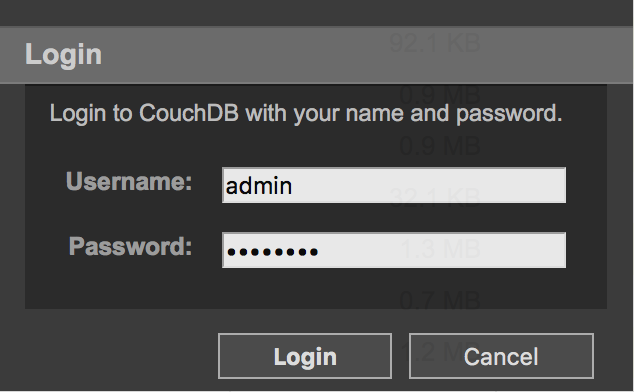 92.1 KB
Login
0.9 MB
Login to CouchDB with your name and password.
0.9 MB
Username: admin
32.1 KB
Password: ••••••••
1.3 MB
0.7 MB
1.2 MB
Login Cancel